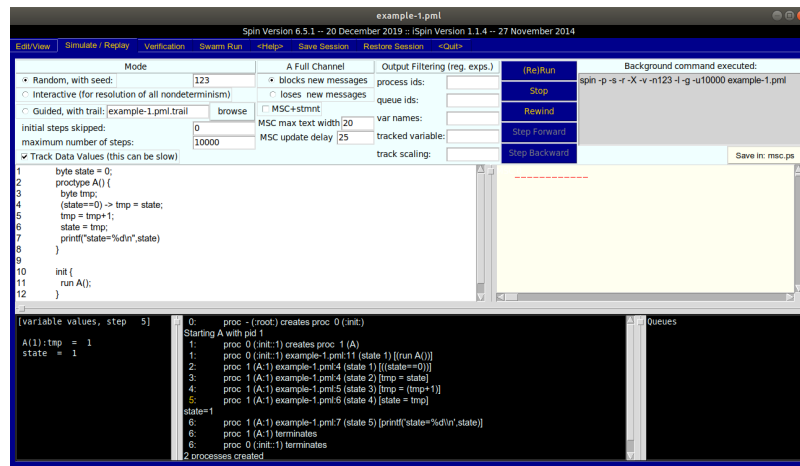 example-1.pml
Spin Version 6.5.1 -- 20 December 2019 :: iSpin Version 1.1.4 -- 27 November 2014
Edit/View Simulate / Replay Verification Swarm Run <Help> Save Session Restore Session <Quit>
Mode A Full Channel Output Filtering (reg. exps.) (Re)Run Background command executed:
Random, with seed: 123 blocks new messages process ids: spin -p -s -r -X -v -n123 -l -g -u10000 example-1.pml
Interactive (for resolution of all nondeterminism) loses new messages queue ids: Stop
Guided, with trail: example-1.pml.trail browse MSC+stmnt var names: Rewind
initial steps skipped: 0 MSC max text width 20 tracked variable: Step Forward
maximum number of steps: 10000 MSC update delay 25
Track Data Values (this can be slow) track scaling: Step Backward Save in: msc.ps
1 byte state = 0;
2 proctype A() {
3 byte tmp;
4 (state==0) -> tmp = state;
5 tmp = tmp+1;
6 state = tmp;
7 printf("state=%d\n",state)
8 }
9
10 init {
11 run A();
12 }
[variable values, step 5]
A(1):tmp = 1
state = 1
0: proc - (:root:) creates proc 0 (:init:)
Starting A with pid 1
1: proc 0 (:init::1) creates proc 1 (A)
1: proc 0 (:init::1) example-1.pml:11 (state 1) [(run A())]
2: proc 1 (A:1) example-1.pml:4 (state 1) [((state==0))]
3: proc 1 (A:1) example-1.pml:4 (state 2) [tmp = state]
4: proc 1 (A:1) example-1.pml:5 (state 3) [tmp = (tmp+1)]
5: proc 1 (A:1) example-1.pml:6 (state 4) [state = tmp]
state=1
6: proc 1 (A:1) example-1.pml:7 (state 5) [printf('state=%d\\n',state)]
6: proc 1 (A:1) terminates
6: proc 0 (:init::1) terminates
2 processes created
Queues